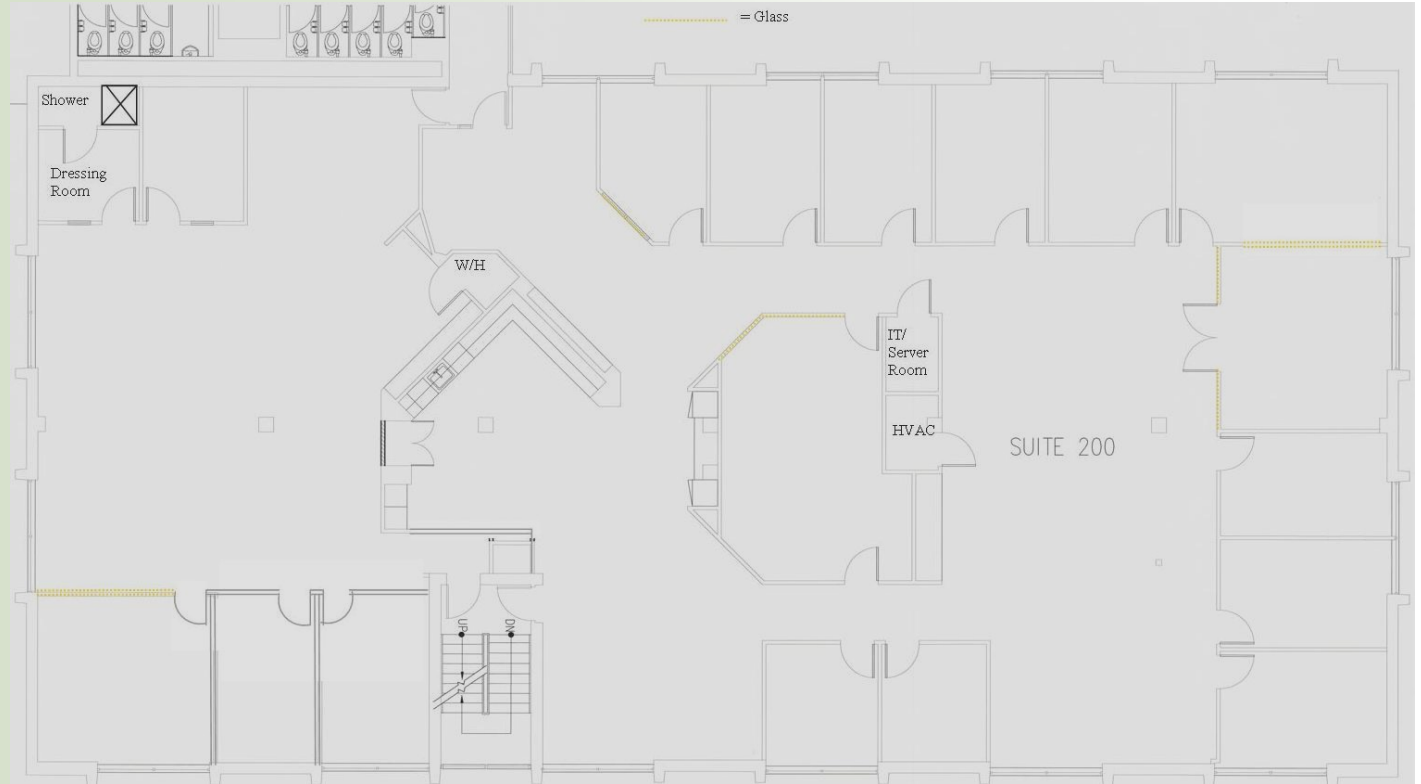 = Glass
Shower
Dressing
Room
W/H
IT/
Server
Room
HVAC
SUITE 200
UP
DN